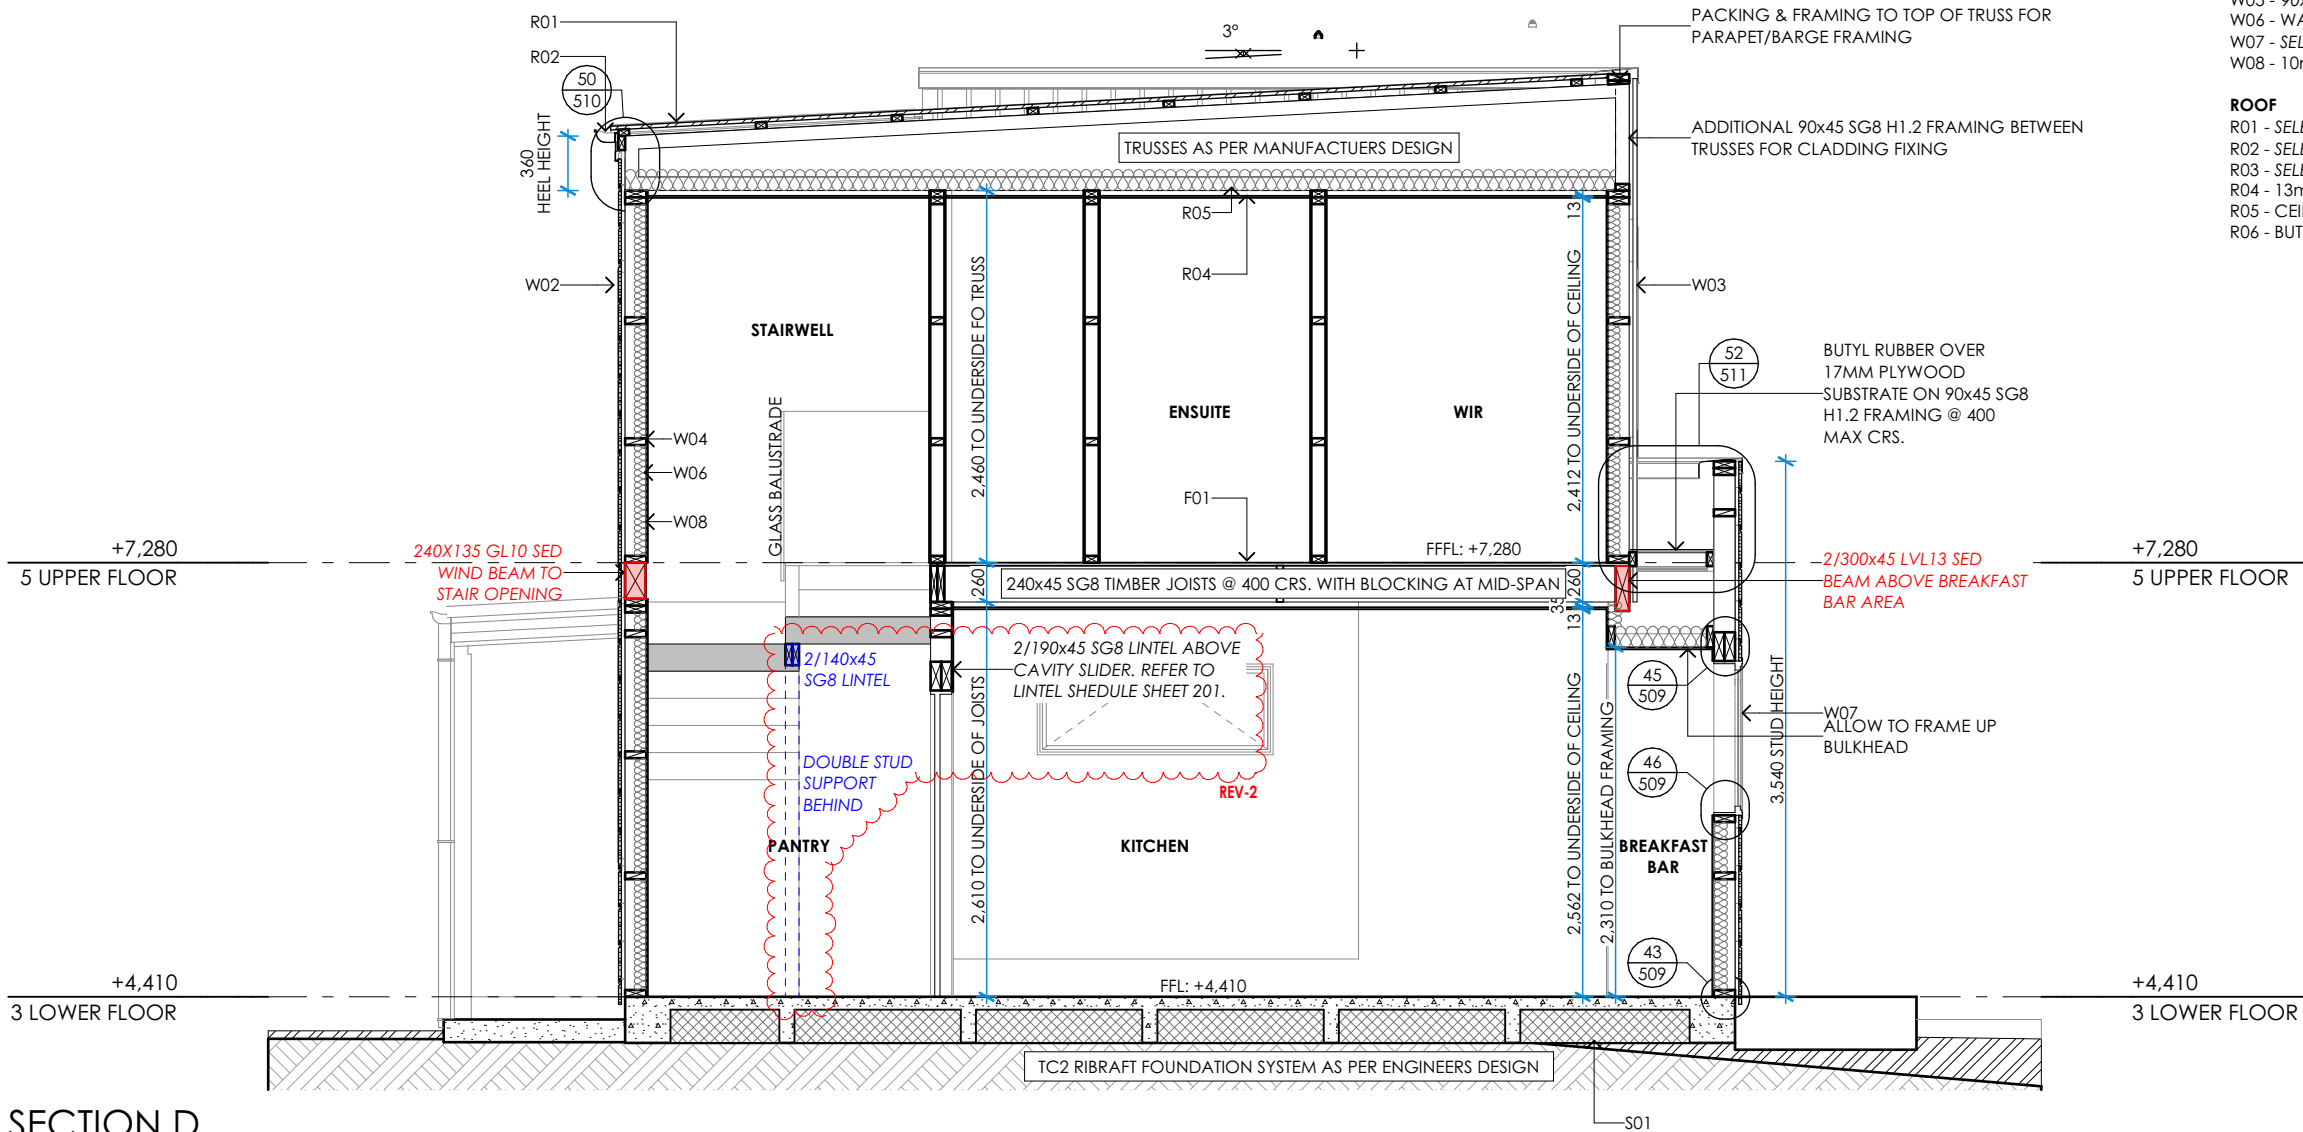 R01
R02
50
510
360
HEEL HEIGHT
3°
PACKING & FRAMING TO TOP OF TRUSS FOR
PARAPET/BARGE FRAMING
W06 - WA
W07 - SEL
W08 - 10m
ROOF
R01 - SELE
R02 - SELE
R03 - SELE
R04 - 13m
R05 - CEIL
R06 - BUT
ADDITIONAL 90x45 SG8 H1.2 FRAMING BETWEEN
TRUSSES FOR CLADDING FIXING
TRUSSES AS PER MANUFACTUERS DESIGN
R05
R04
13
W02
W03
STAIRWELL
ENSUITE
WIR
2,460 TO UNDERSIDE FO TRUSS
2,412 TO UNDERSIDE OF CEILING
52
511
BUTYL RUBBER OVER
17MM PLYWOOD
SUBSTRATE ON 90x45 SG8
H1.2 FRAMING @ 400
MAX CRS.
GLASS BALUSTRADE
W04
W06
W08
F01
+7,280
5 UPPER FLOOR
240X135 GL10 SED
WIND BEAM TO
STAIR OPENING
FFFL: +7,280
260
240x45 SG8 TIMBER JOISTS @ 400 CRS. WITH BLOCKING AT MID-SPAN
260
35
13
2/300x45 LVL13 SED
BEAM ABOVE BREAKFAST
BAR AREA
+7,280
5 UPPER FLOOR
2/140x45
SG8 LINTEL
2/190x45 SG8 LINTEL ABOVE
CAVITY SLIDER. REFER TO
LINTEL SHEDULE SHEET 201.
45
509
W07
ALLOW TO FRAME UP
BULKHEAD
DOUBLE STUD
SUPPORT
BEHIND
REV-2
46
509
2,610 TO UNDERSIDE OF JOISTS
2,562 TO UNDERSIDE OF CEILING
2,310 TO BULKHEAD FRAMING
3,540 STUD HEIGHT
PANTRY
KITCHEN
BREAKFAST
BAR
43
509
+4,410
3 LOWER FLOOR
FFL: +4,410
+4,410
3 LOWER FLOOR
TC2 RIBRAFT FOUNDATION SYSTEM AS PER ENGINEERS DESIGN
S01
SECTION D